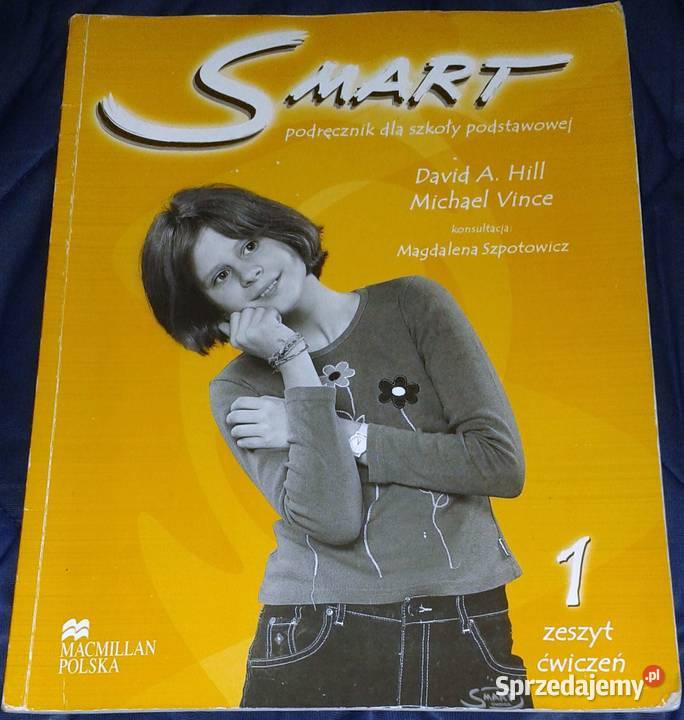 SMART
podręcznik dla szkoły podstawowej
David A. Hill
Michael Vince
konsultacja:
Magdalena Szpotowicz
1
zeszyt
ćwiczeń
MACMILLAN
POLSKA
SMART
Sprzedajemy.pl